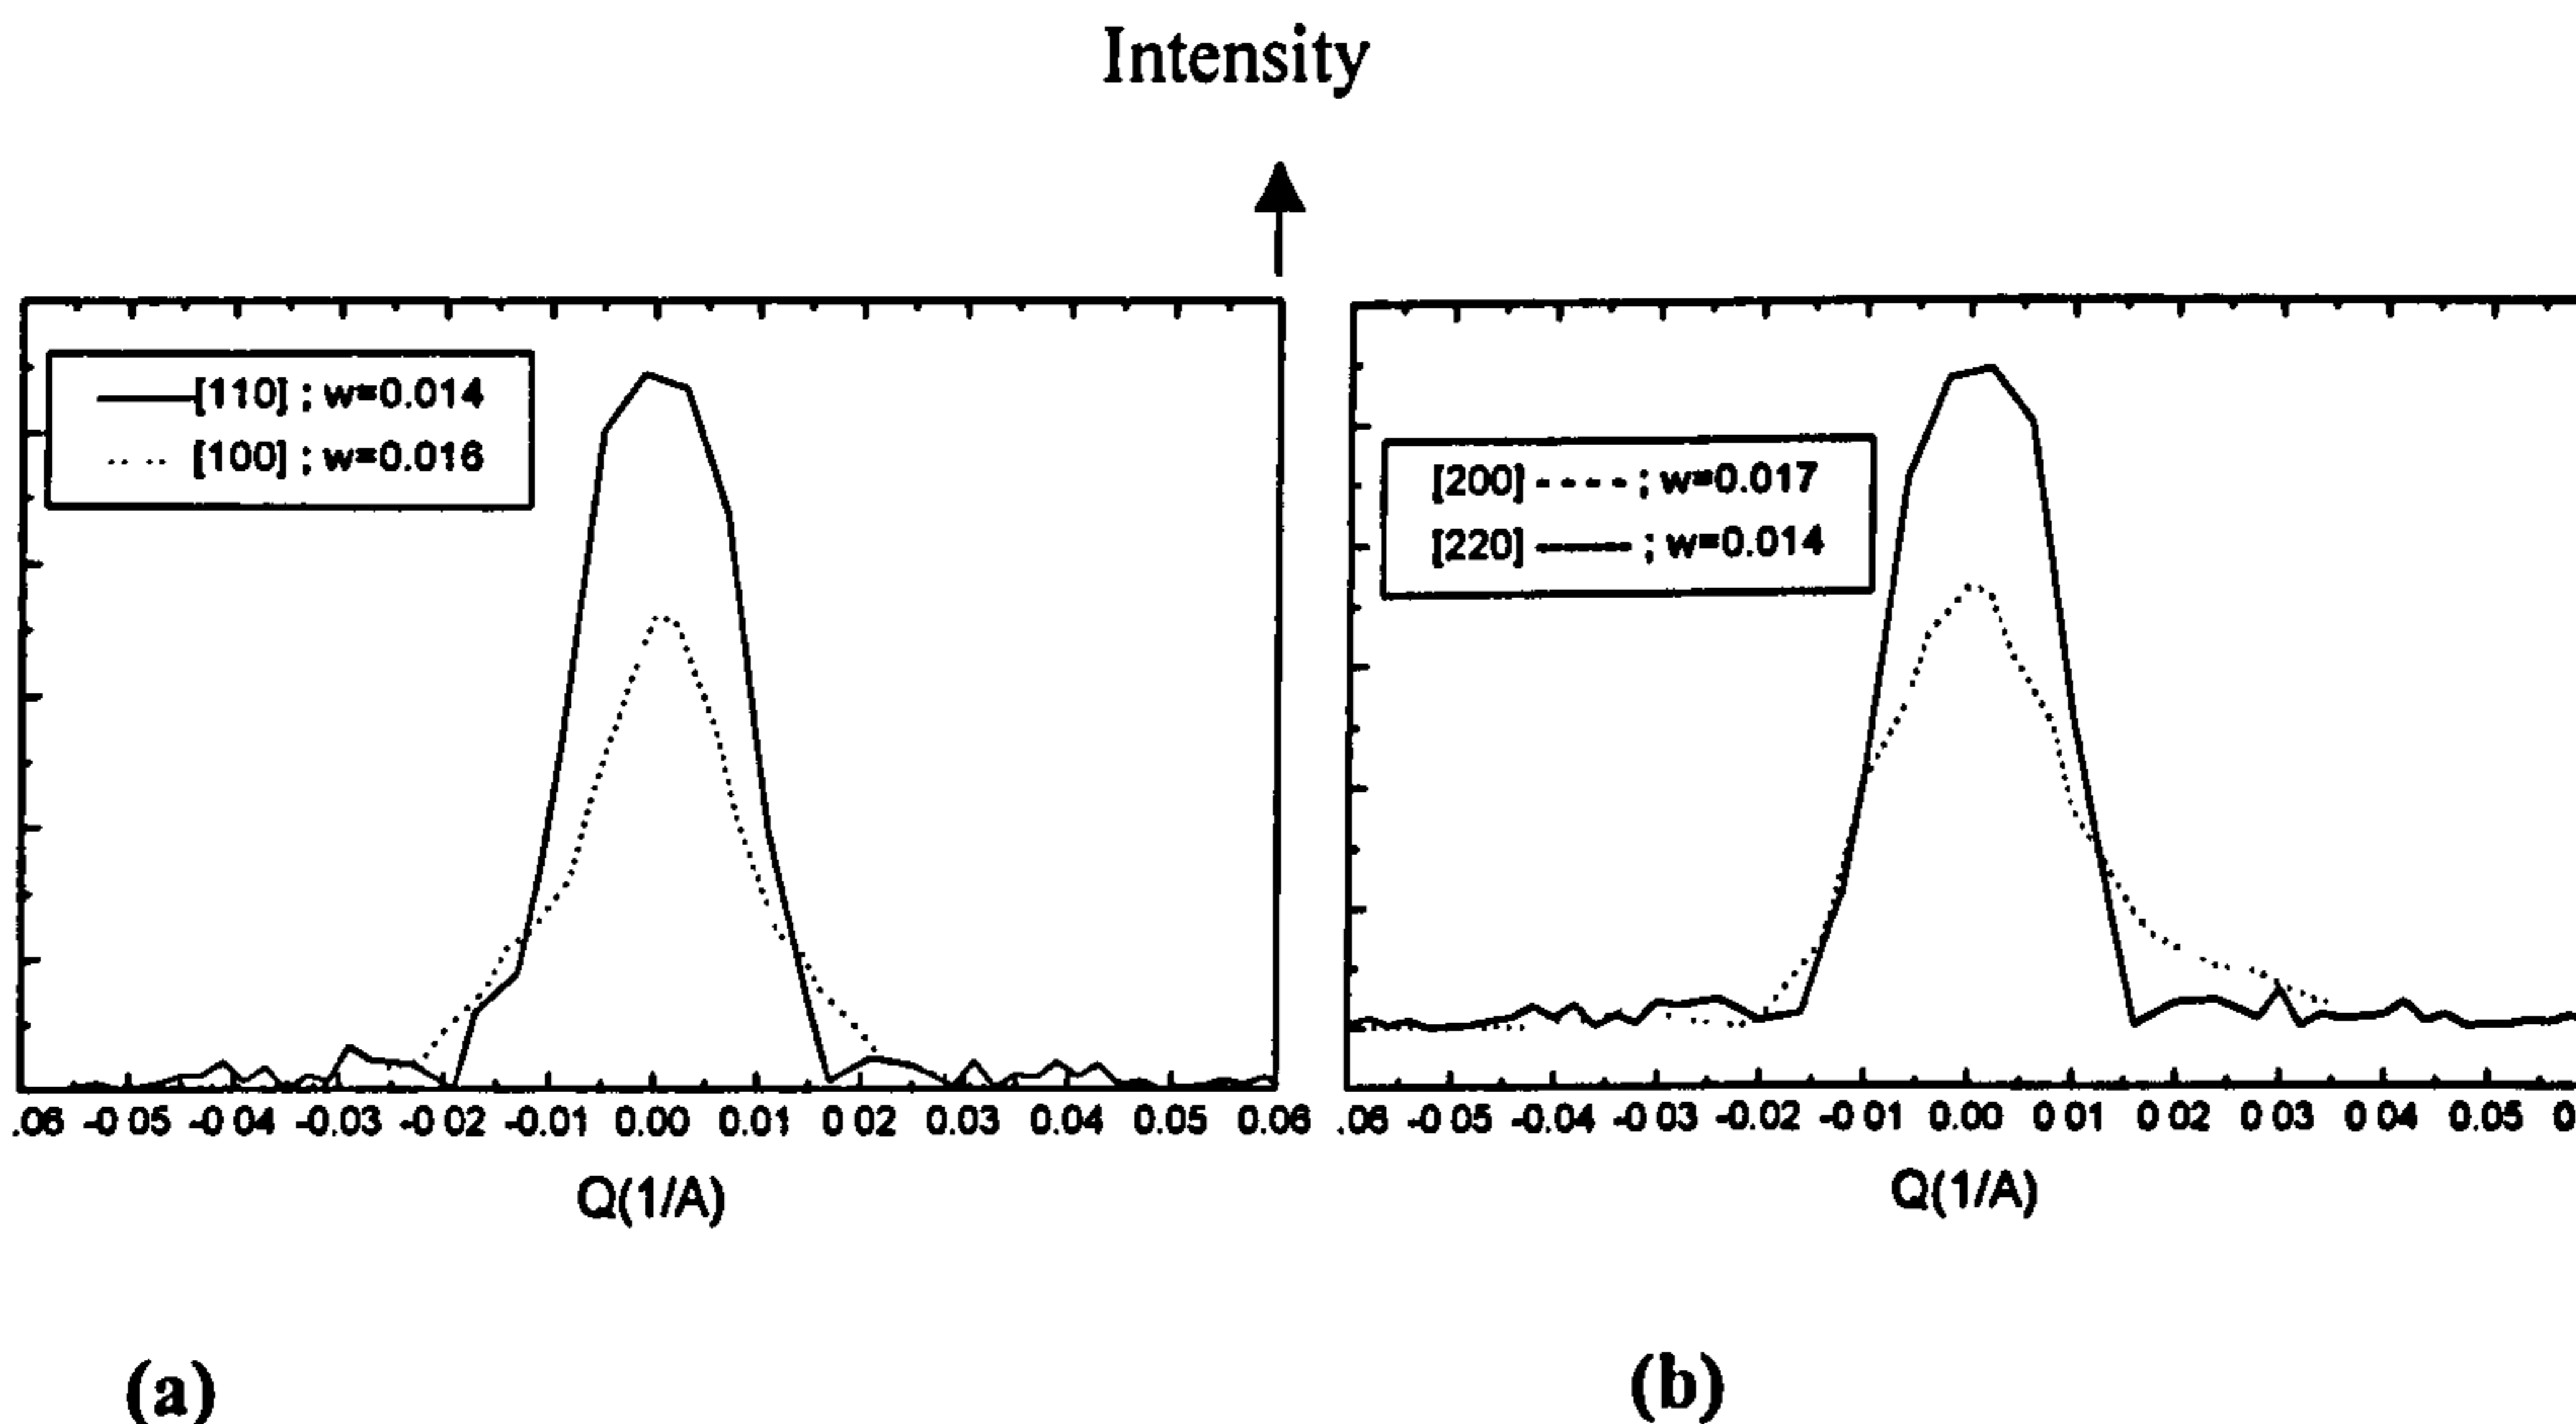 Intensity
[110] ; w=0.014
[100] ; w=0.016
[200] ; w=0.017
[220] ; w=0.014
.06 -0 05 -0 04 -0.03 -0 02 -0.01 0.00 0.01 0 02 0.03 0.04 0.05 0.06
.06 -0 05 -0.04 -0.03 -0.02 -0.01 0.00 0 01 0 02 0 03 0 04 0.05
Q(1/A)
Q(1/A)
(a)
(b)